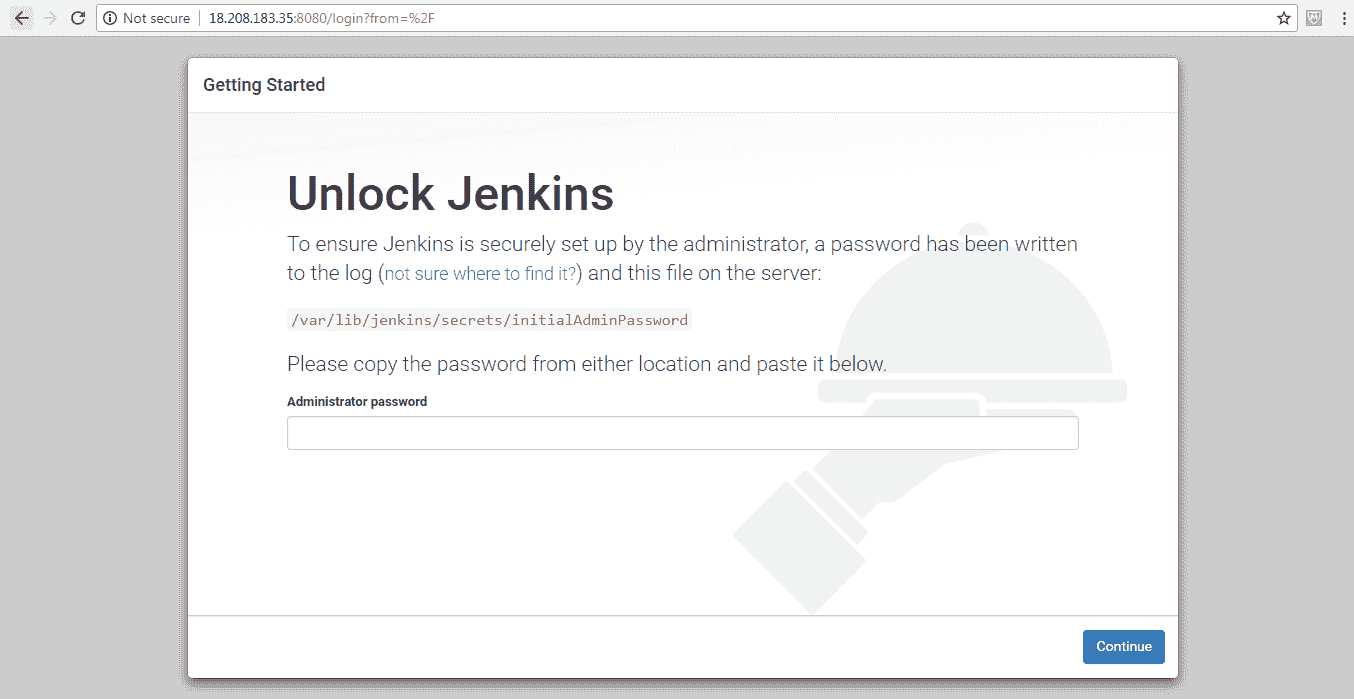 Not secure | 18.208.183.35:8080/login?from=%2F
Getting Started
Unlock Jenkins
To ensure Jenkins is securely set up by the administrator, a password has been written
to the log (not sure where to find it?) and this file on the server:
/var/lib/jenkins/secrets/initialAdminPassword
Please copy the password from either location and paste it below.
Administrator password
Continue